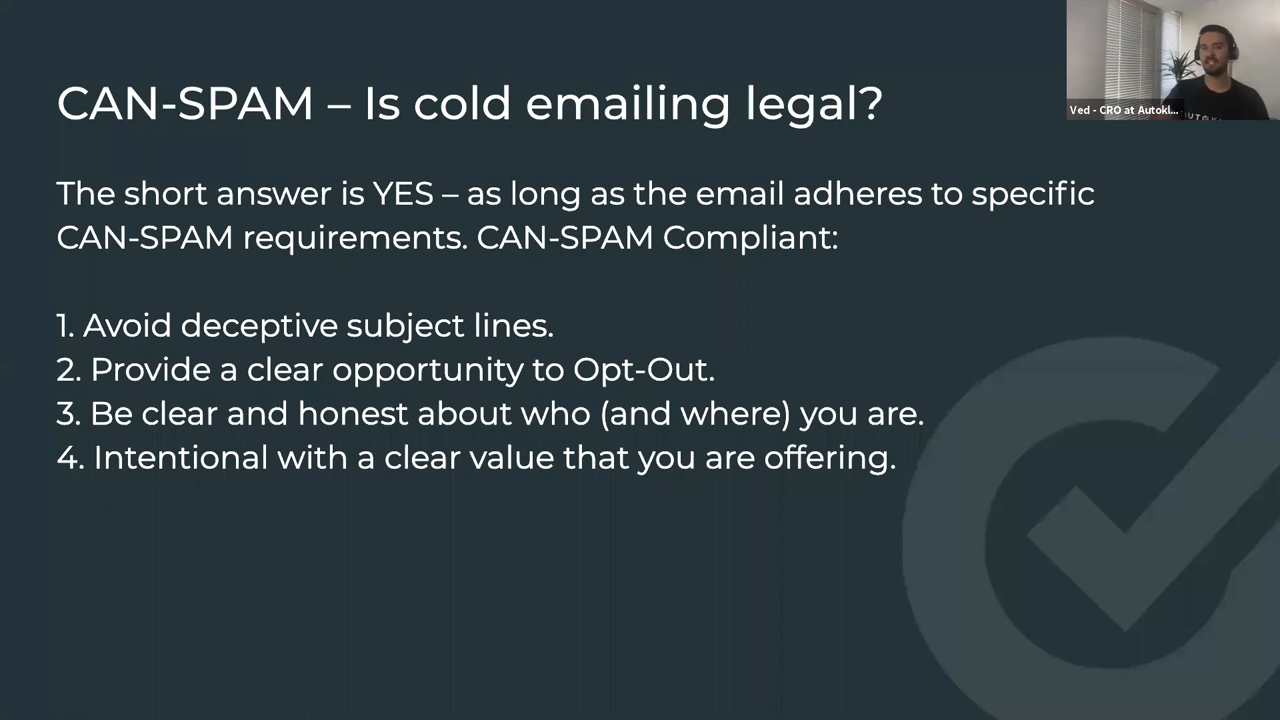 CAN-SPAM – Is cold emailing legal?
Ved - CRO at Autokl...
The short answer is YES – as long as the email adheres to specific
CAN-SPAM requirements. CAN-SPAM Compliant:
1. Avoid deceptive subject lines.
2. Provide a clear opportunity to Opt-Out.
3. Be clear and honest about who (and where) you are.
4. Intentional with a clear value that you are offering.